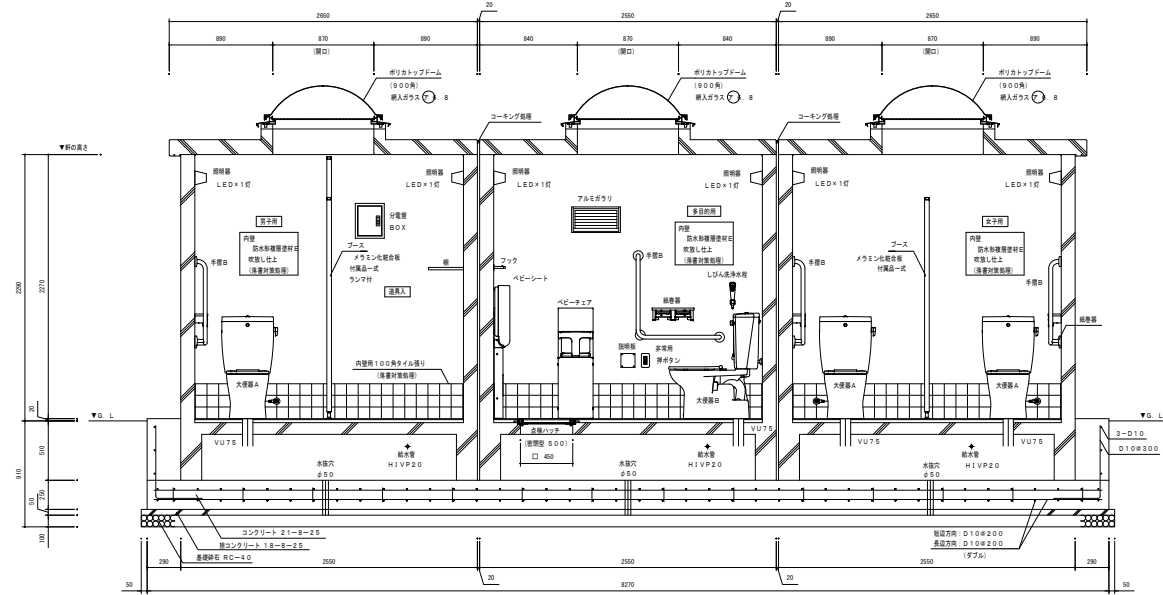 20
20
2650
2550
2650
890
870
890
840
870
840
890
870
890
(開口)
(開口)
(開口)
ポリカトップドーム
(900角)
網入ガラス ア 6.8
ポリカトップドーム
(900角)
網入ガラス ア 6.8
ポリカトップドーム
(900角)
網入ガラス ア 6.8
コーキング処理
コーキング処理
▼軒の高さ
照明器
LED×1灯
照明器
LED×1灯
照明器
LED×1灯
照明器
LED×1灯
照明器
LED×1灯
照明器
LED×1灯
男子用
内壁
防水形複層塗材E
吹放し仕上
(落書対策処理)
分電盤
BOX
ブース
メラミン化粧合板
付属品一式
ランマ付
棚
道具入
手摺B
アルミガラリ
多目的用
内壁
防水形複層塗材E
吹放し仕上
(落書対策処理)
フック
ベビーシート
手摺B
しびん洗浄水栓
ベビーチェア
紙巻器
説明板
非常用
押ボタン
女子用
内壁
防水形複層塗材E
吹放し仕上
(落書対策処理)
ブース
メラミン化粧合板
付属品一式
手摺B
手摺B
紙巻器
内壁用100角タイル張り
(落書対策処理)
大便器A
大便器B
大便器A
大便器A
2290
2270
20
▼G.L
▼G.L
910
510
250
50
100
VU75
給水管
HIVP20
水抜穴
φ50
点検ハッチ
(密閉型 500)
□ 450
VU75
給水管
HIVP20
水抜穴
φ50
VU75
VU75
給水管
HIVP20
水抜穴
φ50
3-D10
D10@300
コンクリート 21-8-25
捨コンクリート 18-8-25
基礎砕石 RC-40
短辺方向:D10@200
長辺方向:D10@200
(ダブル)
290
2550
2550
2550
290
20
20
50
8270
50